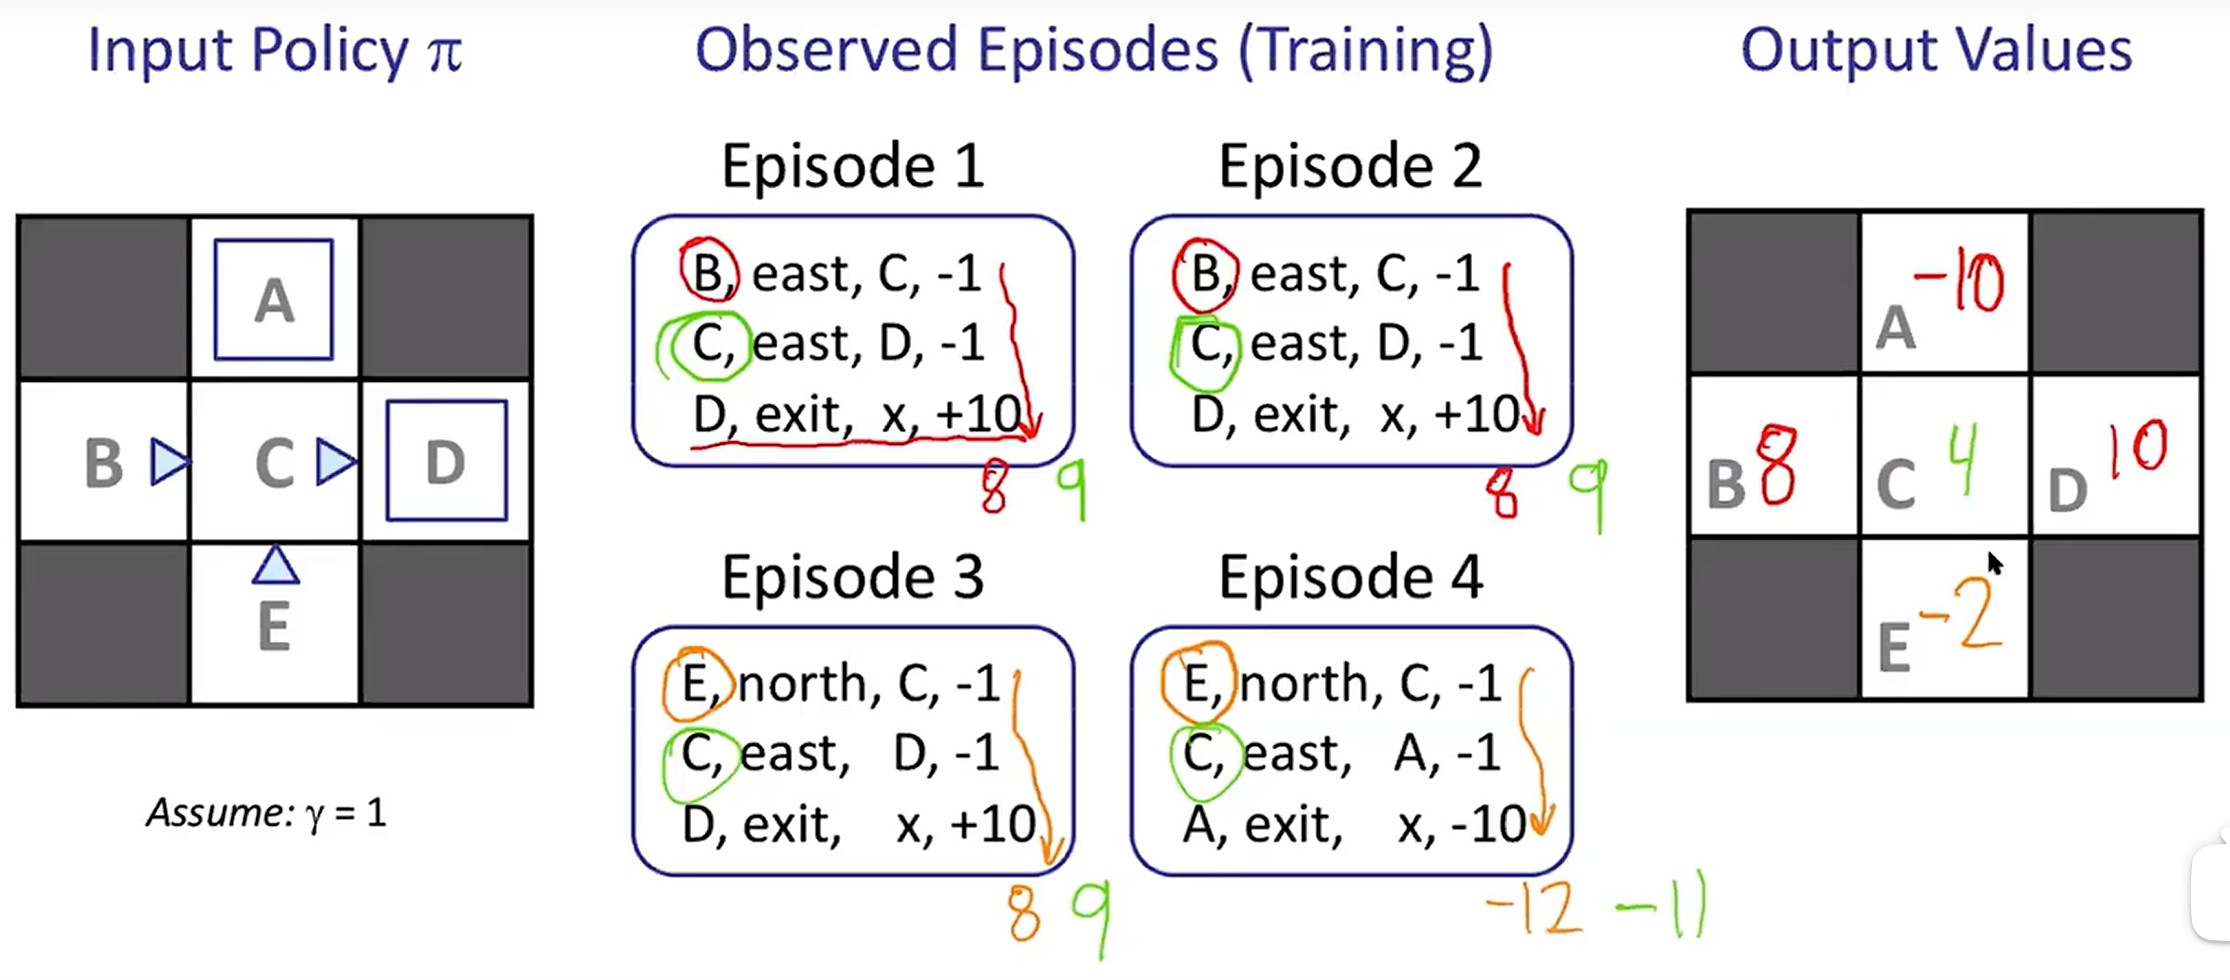 Input Policy π
Observed Episodes (Training)
Output Values
A
B
C
D
E
Assume: γ = 1
Episode 1
B, east, C, -1
C, east, D, -1
D, exit, x, +10
8 9
Episode 2
B, east, C, -1
C, east, D, -1
D, exit, x, +10
8 9
Episode 3
E, north, C, -1
C, east, D, -1
D, exit, x, +10
8 9
Episode 4
E, north, C, -1
C, east, A, -1
A, exit, x, -10
-12 -11
A -10
B 8
C 4
D 10
E -2